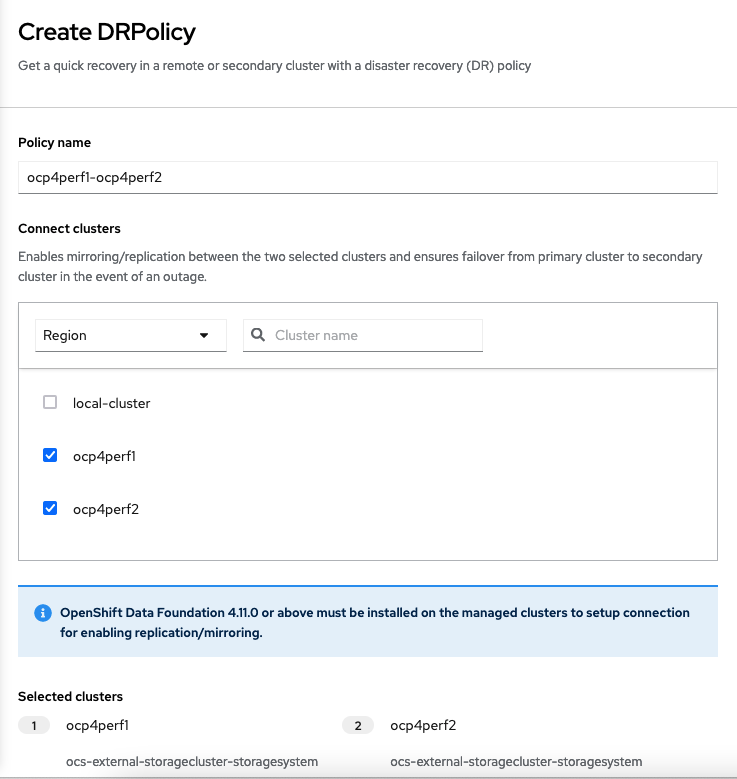 Create DRPolicy
Get a quick recovery in a remote or secondary cluster with a disaster recovery (DR) policy
Policy name
ocp4perf1-ocp4perf2
Connect clusters
Enables mirroring/replication between the two selected clusters and ensures failover from primary cluster to secondary
cluster in the event of an outage.
Region
Cluster name
local-cluster
ocp4perf1
ocp4perf2
OpenShift Data Foundation 4.11.0 or above must be installed on the managed clusters to setup connection
for enabling replication/mirroring.
Selected clusters
1 ocp4perf1 2 ocp4perf2
ocs-external-storagecluster-storagesystem ocs-external-storagecluster-storagesystem